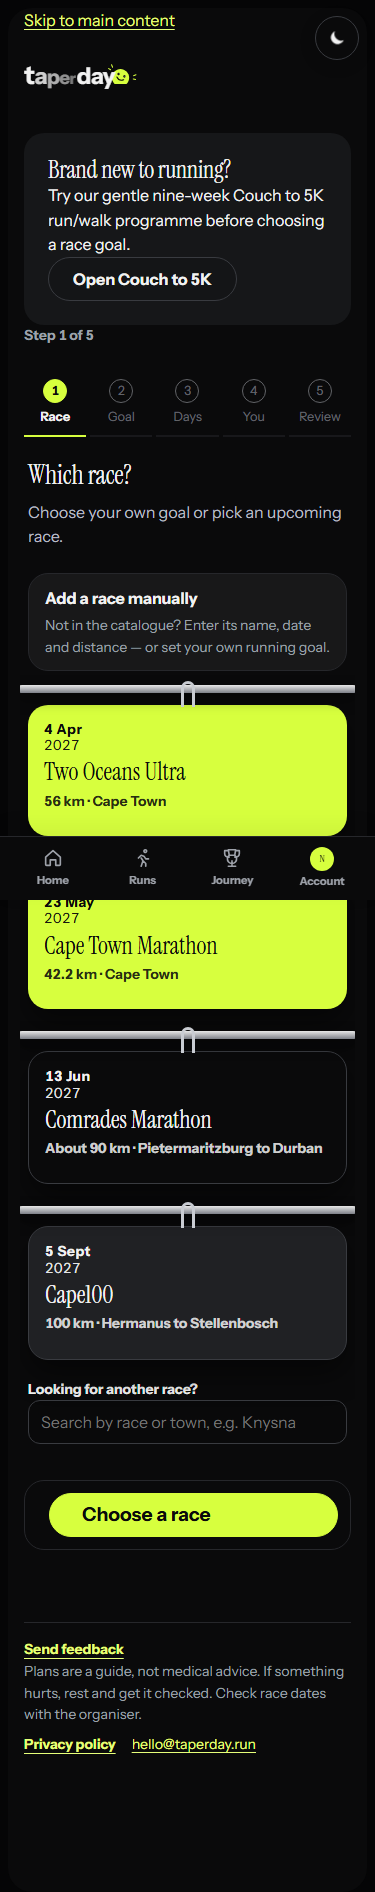 Skip to main content
taperday
Brand new to running?
Try our gentle nine-week Couch to 5K
run/walk programme before choosing
a race goal.
Open Couch to 5K
Step 1 of 5
1 2 3 4 5
Race Goal Days You Review
Which race?
Choose your own goal or pick an upcoming
race.
Add a race manually
Not in the catalogue? Enter its name, date
and distance — or set your own running goal.
4 Apr
2027
Two Oceans Ultra
56 km · Cape Town
N
Home Runs Journey Account
23 May
2027
Cape Town Marathon
42.2 km · Cape Town
13 Jun
2027
Comrades Marathon
About 90 km · Pietermaritzburg to Durban
5 Sept
2027
Cape100
100 km · Hermanus to Stellenbosch
Looking for another race?
Search by race or town, e.g. Knysna
Choose a race
Send feedback
Plans are a guide, not medical advice. If something
hurts, rest and get it checked. Check race dates
with the organiser.
Privacy policy hello@taperday.run